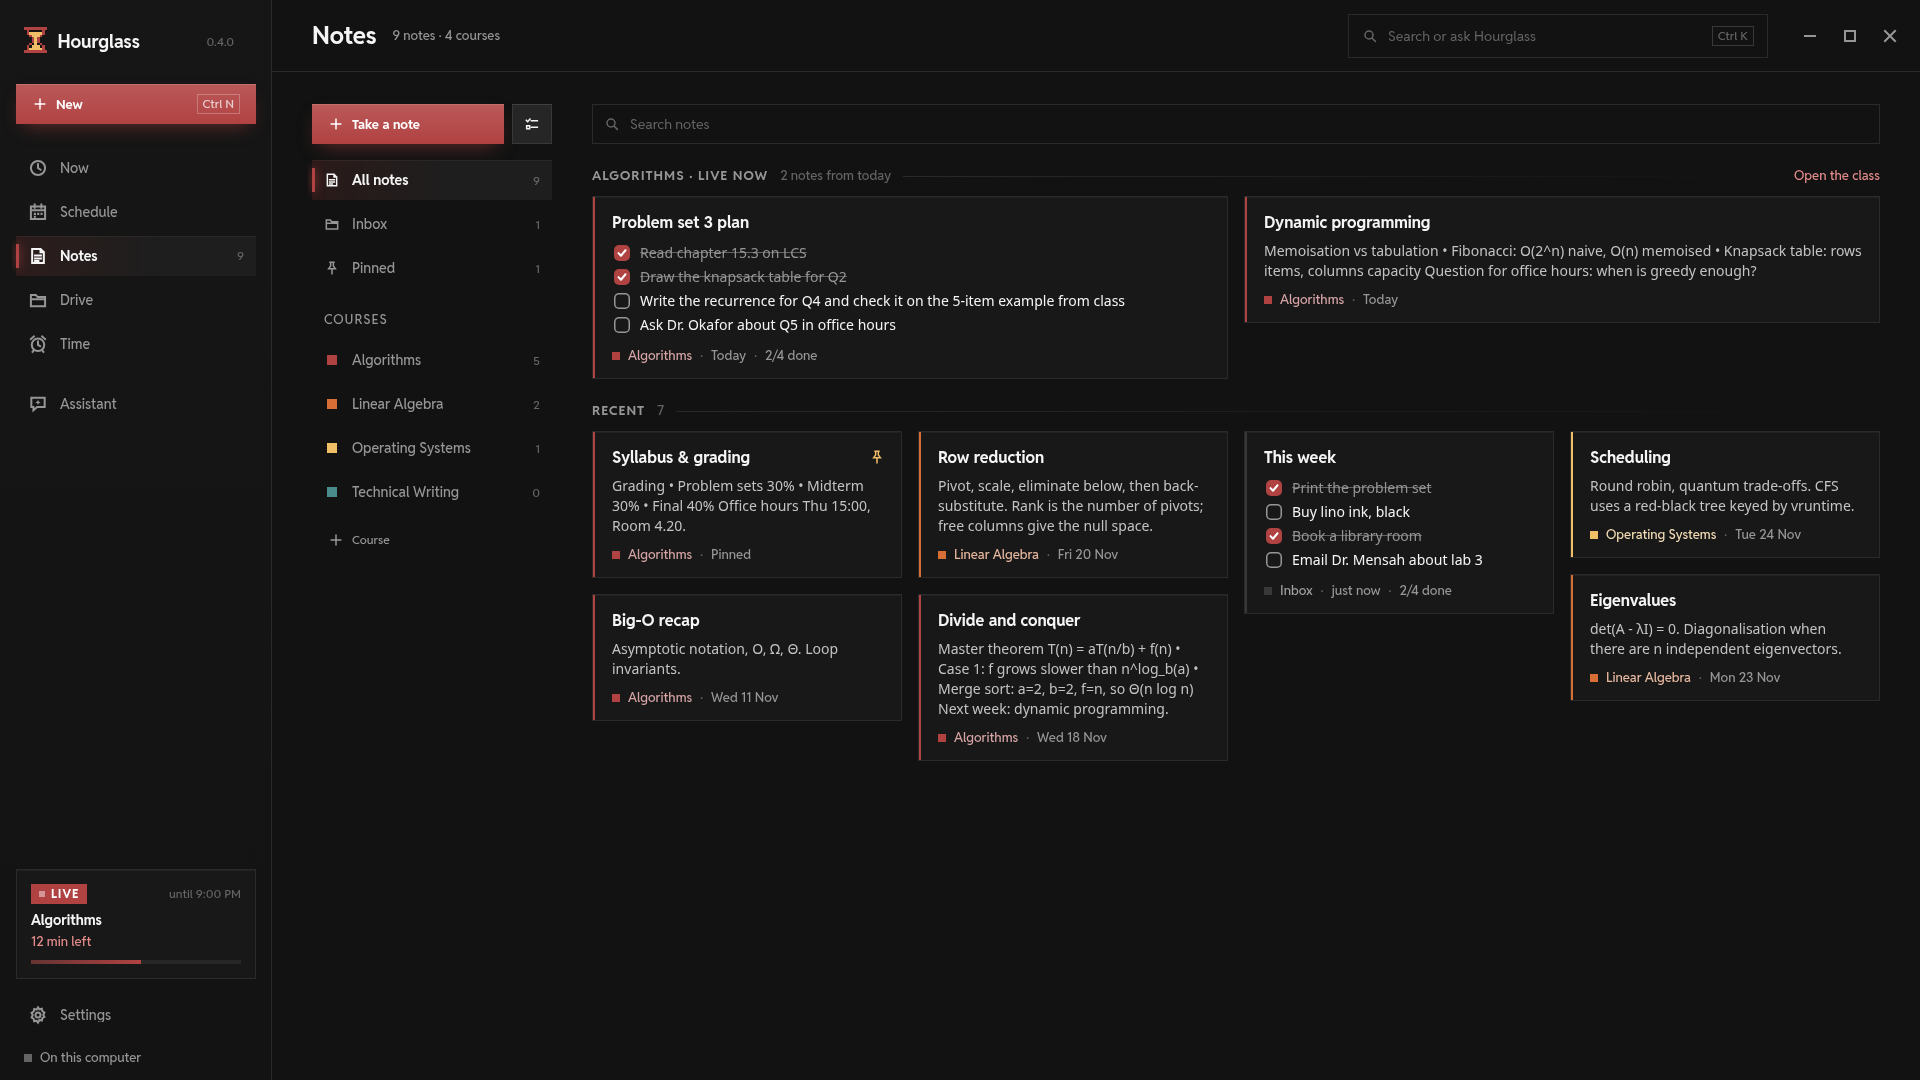 Hourglass
0.4.0
New
Ctrl N
Now
Schedule
Notes
9
Drive
Time
Assistant
LIVE
until 9:00 PM
Algorithms
12 min left
Settings
On this computer
Notes
9 notes · 4 courses
Search or ask Hourglass
Ctrl K
Take a note
All notes
9
Inbox
1
Pinned
1
COURSES
Algorithms
5
Linear Algebra
2
Operating Systems
1
Technical Writing
0
Course
Search notes
ALGORITHMS · LIVE NOW
2 notes from today
Open the class
Problem set 3 plan
Read chapter 15.3 on LCS
Draw the knapsack table for Q2
Write the recurrence for Q4 and check it on the 5-item example from class
Ask Dr. Okafor about Q5 in office hours
Algorithms · Today · 2/4 done
Dynamic programming
Memoisation vs tabulation • Fibonacci: O(2^n) naive, O(n) memoised • Knapsack table: rows
items, columns capacity Question for office hours: when is greedy enough?
Algorithms · Today
RECENT
7
Syllabus & grading
Grading • Problem sets 30% • Midterm
30% • Final 40% Office hours Thu 15:00,
Room 4.20.
Algorithms · Pinned
Row reduction
Pivot, scale, eliminate below, then back-
substitute. Rank is the number of pivots;
free columns give the null space.
Linear Algebra · Fri 20 Nov
This week
Print the problem set
Buy lino ink, black
Book a library room
Email Dr. Mensah about lab 3
Inbox · just now · 2/4 done
Scheduling
Round robin, quantum trade-offs. CFS
uses a red-black tree keyed by vruntime.
Operating Systems · Tue 24 Nov
Big-O recap
Asymptotic notation, O, Ω, Θ. Loop
invariants.
Algorithms · Wed 11 Nov
Divide and conquer
Master theorem T(n) = aT(n/b) + f(n) •
Case 1: f grows slower than n^log_b(a) •
Merge sort: a=2, b=2, f=n, so Θ(n log n)
Next week: dynamic programming.
Algorithms · Wed 18 Nov
Eigenvalues
det(A - λI) = 0. Diagonalisation when
there are n independent eigenvectors.
Linear Algebra · Mon 23 Nov